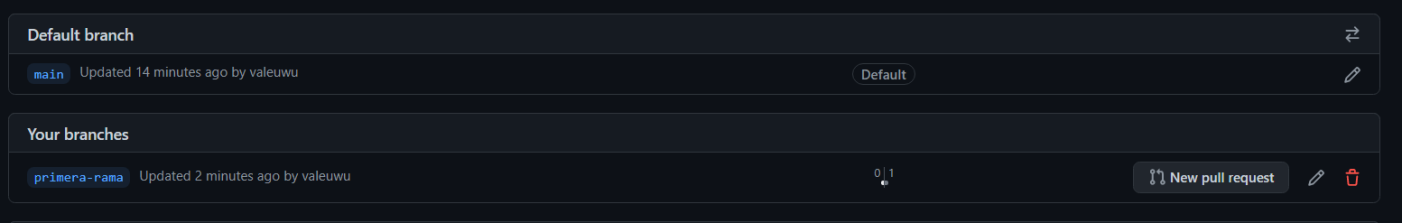 Default branch
main Updated 14 minutes ago by valeuwu Default
Your branches
primera-rama Updated 2 minutes ago by valeuwu 0 1 New pull request